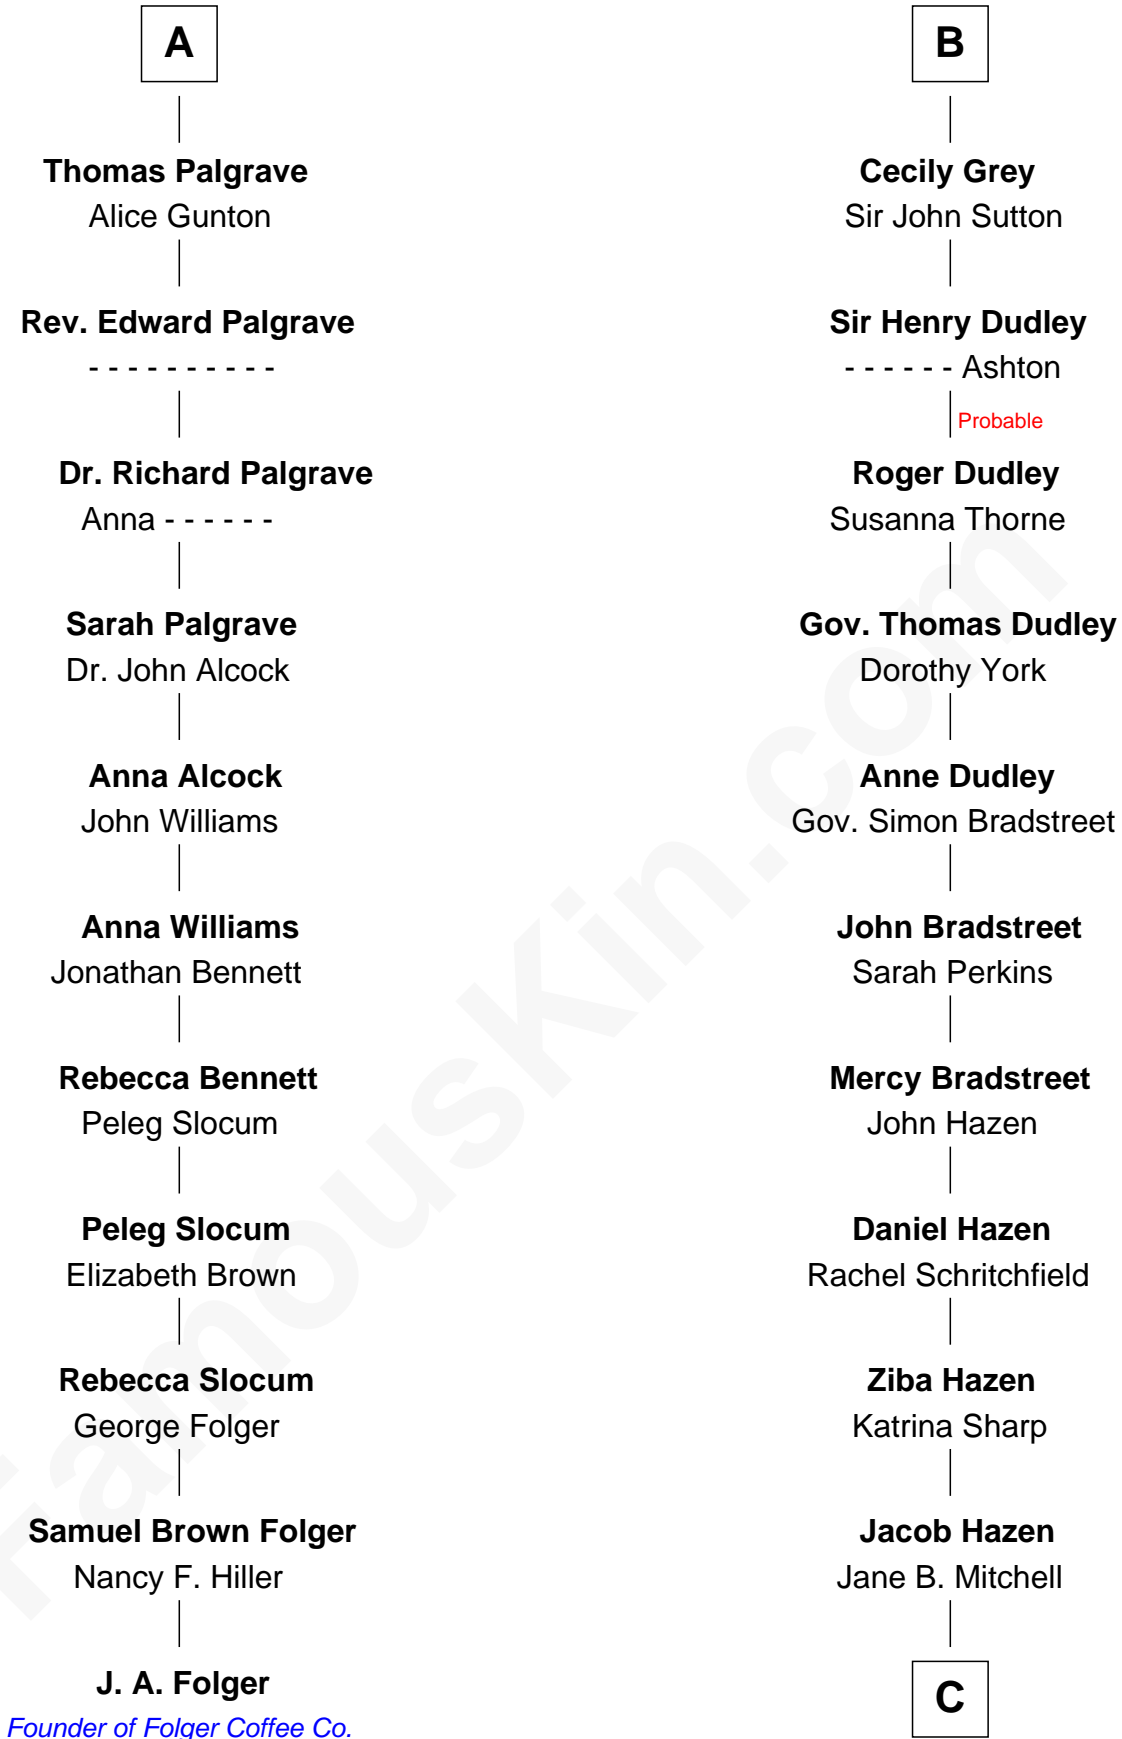 A
Thomas Palgrave
Alice Gunton
Rev. Edward Palgrave
- - - - - - - - - -
Dr. Richard Palgrave
Anna - - - - - -
Sarah Palgrave
Dr. John Alcock
Anna Alcock
John Williams
Anna Williams
Jonathan Bennett
Rebecca Bennett
Peleg Slocum
Peleg Slocum
Elizabeth Brown
Rebecca Slocum
George Folger
Samuel Brown Folger
Nancy F. Hiller
J. A. Folger
Founder of Folger Coffee Co.
B
Cecily Grey
Sir John Sutton
Sir Henry Dudley
- - - - - - Ashton
Probable
Roger Dudley
Susanna Thorne
Gov. Thomas Dudley
Dorothy York
Anne Dudley
Gov. Simon Bradstreet
John Bradstreet
Sarah Perkins
Mercy Bradstreet
John Hazen
Daniel Hazen
Rachel Schritchfield
Ziba Hazen
Katrina Sharp
Jacob Hazen
Jane B. Mitchell
C
FamousKin.com